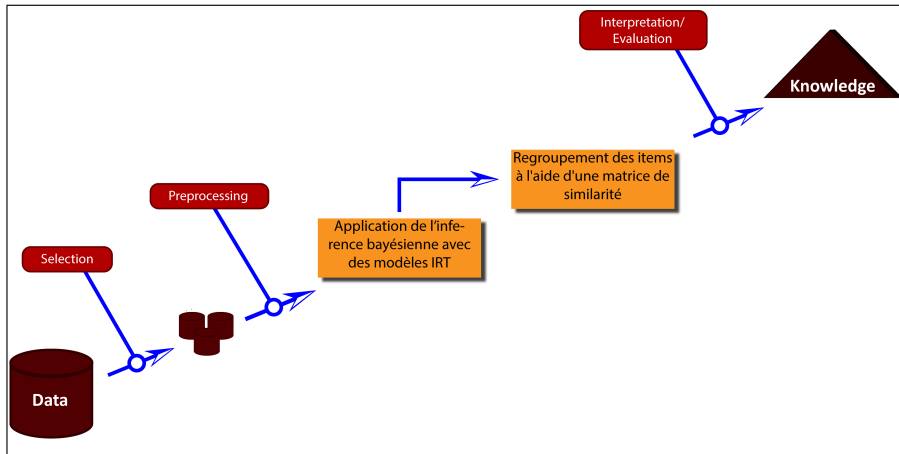 Interpretation/
Evaluation
Knowledge
Regroupement des items
à l'aide d'une matrice de
similarité
Preprocessing
Application de l’infe-
rence bayésienne avec
des modèles IRT
Selection
Data